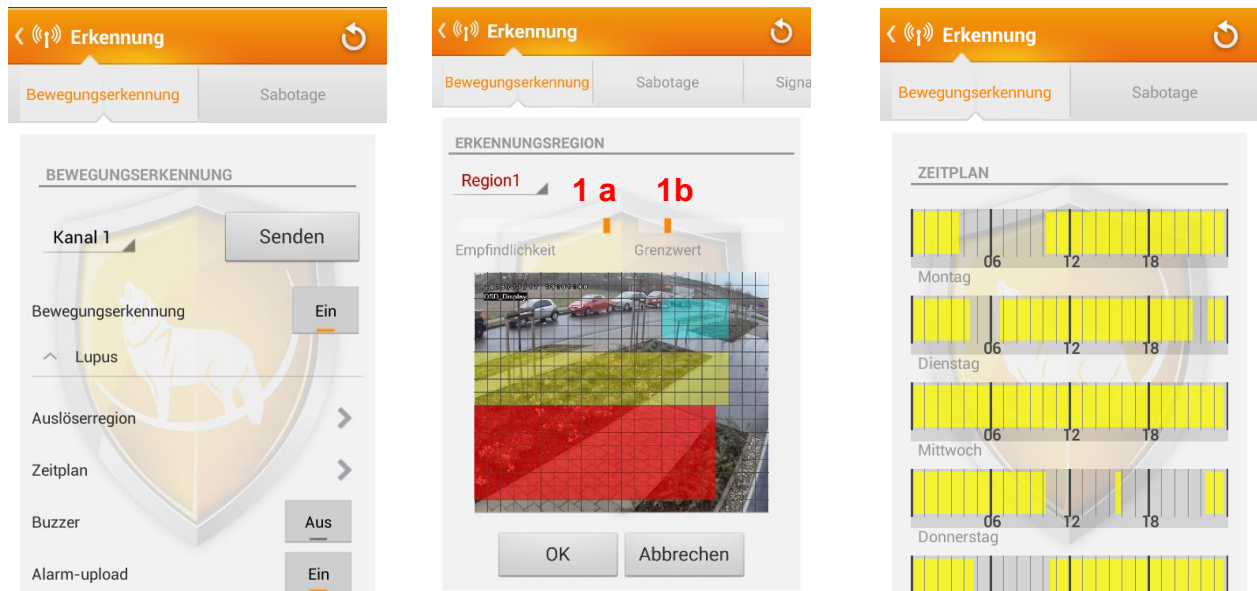 Erkennung
Bewegungserkennung Sabotage
BEWEGUNGSERKENNUNG
Kanal 1 Senden
Bewegungserkennung Ein
Lupus
Auslöserregion
Zeitplan
Buzzer Aus
Alarm-upload Ein
Erkennung
Bewegungserkennung Sabotage Signa
ERKENNUNGSREGION
Region1
1 a 1b
Empfindlichkeit Grenzwert
OSD_Display
OK Abbrechen
Erkennung
Bewegungserkennung Sabotage
ZEITPLAN
06 12 18
Montag
06 12 18
Dienstag
06 12 18
Mittwoch
06 12 18
Donnerstag